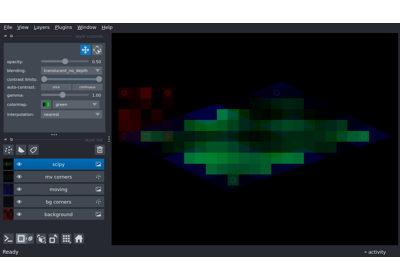 File View Layers Plugins Window Help
opacity: 0.50
blending: translucent_no_depth
contrast limits:
auto-contrast: once continuous
gamma: 1.00
colormap: green
interpolation: nearest
scipy
mv corners
moving
bg corners
background
Ready
activity